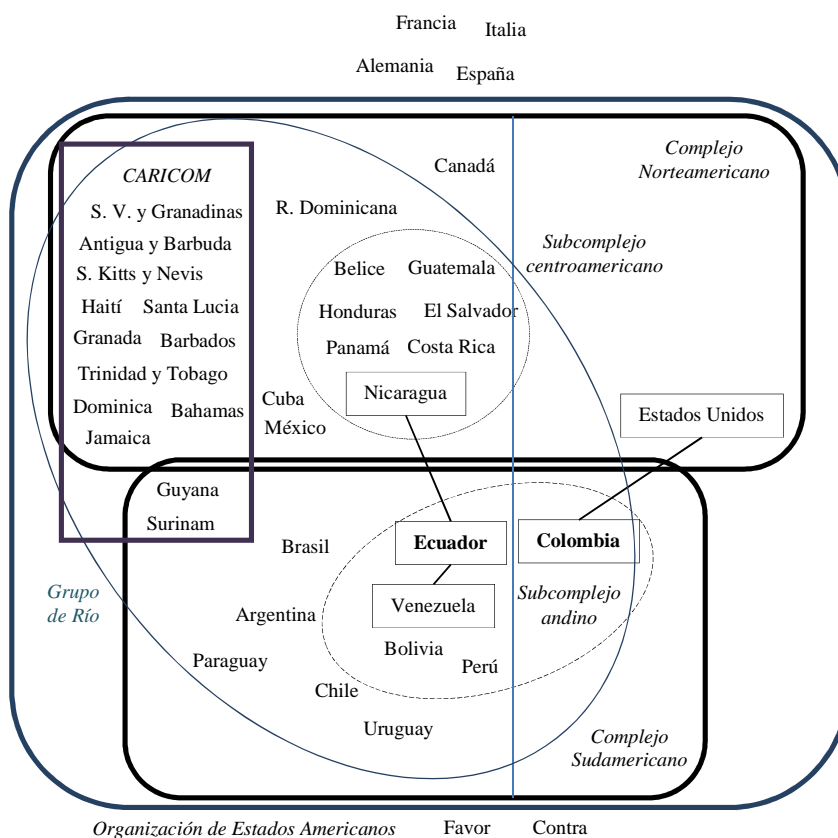 Francia Italia
Alemania España
Complejo
Norteamericano
Canadá
CARICOM
S. V. y Granadinas
R. Dominicana
Antigua y Barbuda
Subcomplejo
centroamericano
S. Kitts y Nevis
Belice Guatemala
Haití Santa Lucia
Honduras El Salvador
Granada Barbados
Panamá Costa Rica
Trinidad y Tobago
Nicaragua
Cuba
Dominica Bahamas
Estados Unidos
México
Jamaica
Guyana
Surinam
Brasil
Ecuador
Colombia
Grupo
de Río
Venezuela
Subcomplejo
andino
Argentina
Bolivia
Paraguay
Perú
Chile
Uruguay
Complejo
Sudamericano
Organización de Estados Americanos Favor Contra